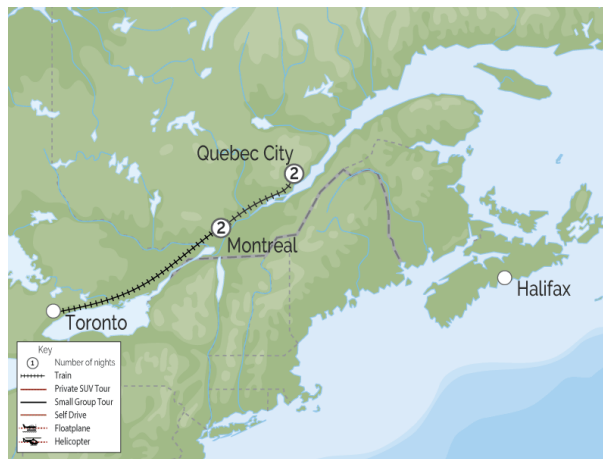 Quebec City
2
2
Montreal
Halifax
Toronto
Key
1 Number of nights
Train
Private SUV Tour
Small Group Tour
Self Drive
Floatplane
Helicopter